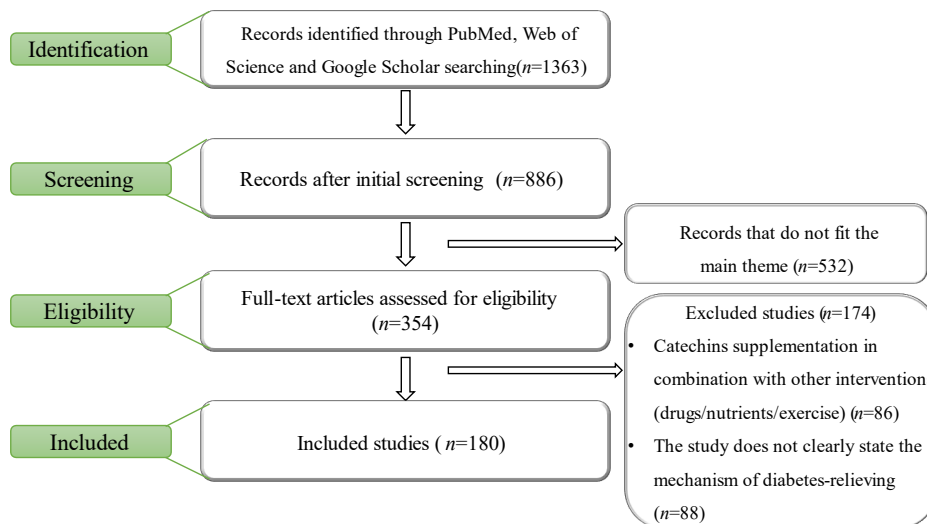 Identification
Records identified through PubMed, Web of
Science and Google Scholar searching(n=1363)
Screening
Records after initial screening (n=886)
Records that do not fit the
main theme (n=532)
Eligibility
Full-text articles assessed for eligibility
(n=354)
Excluded studies (n=174)
• Catechins supplementation in
combination with other intervention
(drugs/nutrients/exercise) (n=86)
• The study does not clearly state the
mechanism of diabetes-relieving
(n=88)
Included
Included studies ( n=180)